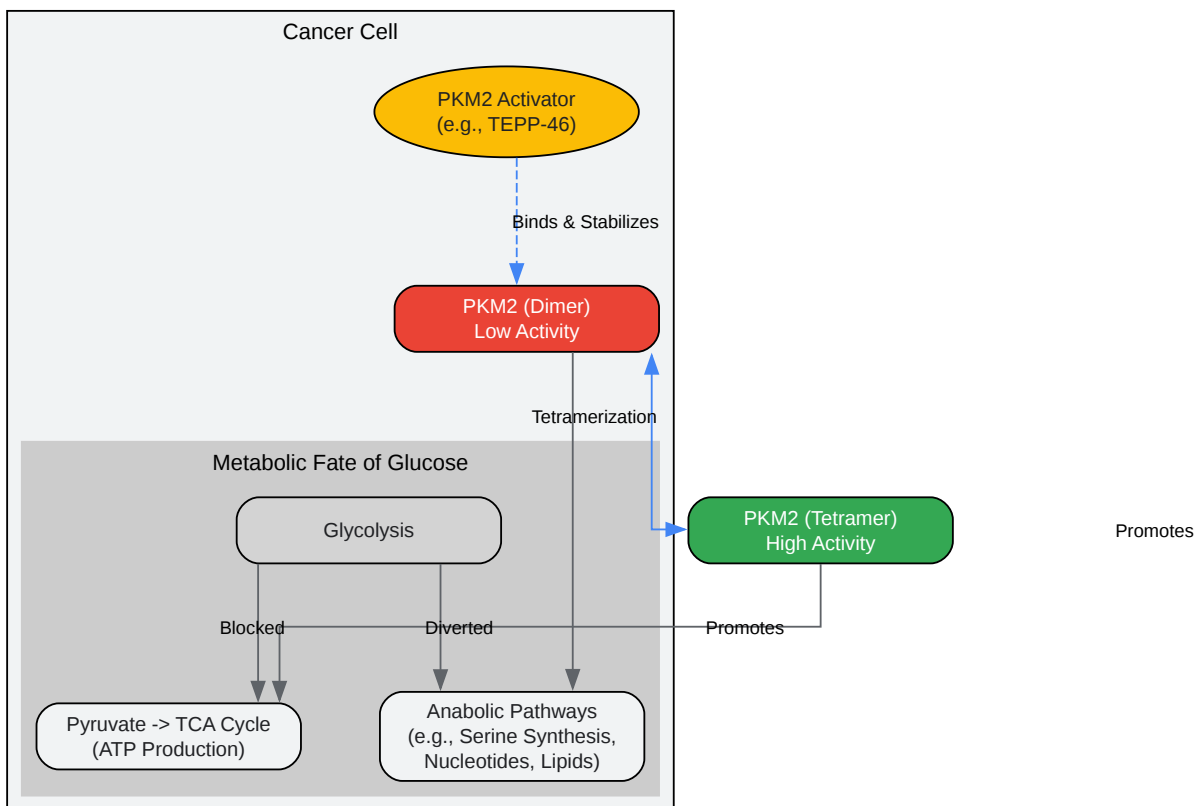 Cancer Cell
PKM2 Activator
(e.g., TEPP-46)
Binds & Stabilizes
PKM2 (Dimer)
Low Activity
Tetramerization
Metabolic Fate of Glucose
Glycolysis
PKM2 (Tetramer)
High Activity
Promotes
Blocked
Diverted
Promotes
Pyruvate -> TCA Cycle
(ATP Production)
Anabolic Pathways
(e.g., Serine Synthesis,
Nucleotides, Lipids)